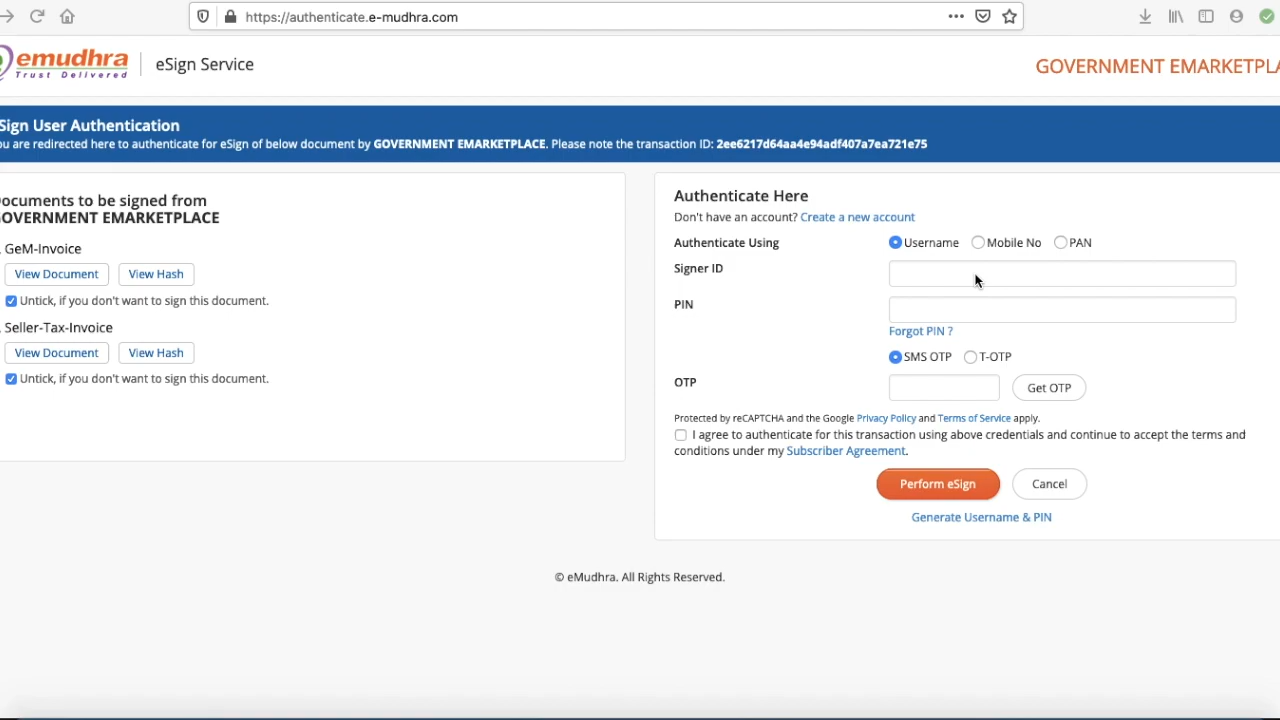 https://authenticate.e-mudhra.com
emudhra
Trust Delivered
eSign Service
GOVERNMENT
Sign User Authentication
are redirected here to authenticate for eSign of below document by GOVERNMENT EMARKETPLACE. Please note the transaction ID: 2ee6217d64aa4e94adf407a7ea721e75
to be signed from
EMARKETPLACE
GeM-Invoice
View Document
View Hash
Untick, if you don't want to sign this document.
Seller-Tax-Invoice
View Document
View Hash
Untick, if you don't want to sign this document.
Authenticate Here
Don't have an account? Create a new account
Authenticate Using
Username
Mobile No
PAN
Signer ID
PIN
Forgot PIN ?
SMS OTP
T-OTP
OTP
Get OTP
Protected by reCAPTCHA and the Google Privacy Policy and Terms of Service apply.
I agree to authenticate for this transaction using above credentials and continue to accept the terms and
conditions under my Subscriber Agreement.
Perform eSign
Cancel
Generate Username & PIN
© eMudhra. All Rights Reserved.